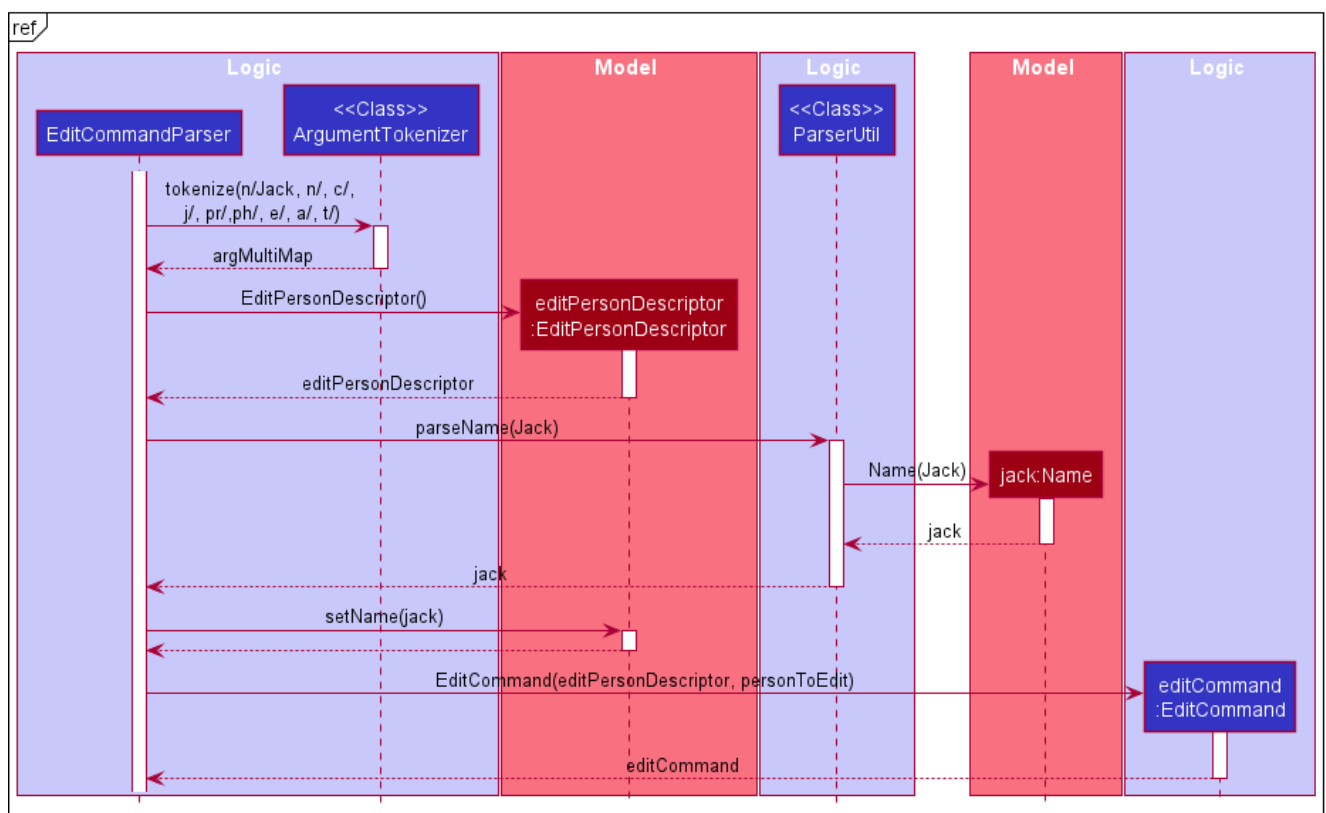 ref
Logic
Model
Logic
Model
Logic
EditCommandParser
<<Class>>
ArgumentTokenizer
<<Class>>
ParserUtil
tokenize(n/Jack, n/, c/,
j/, pr/,ph/, e/, a/, t/)
argMultiMap
EditPersonDescriptor()
editPersonDescriptor
:EditPersonDescriptor
editPersonDescriptor
parseName(Jack)
Name(Jack)
jack:Name
jack
jack
setName(jack)
EditCommand(editPersonDescriptor, personToEdit)
editCommand
:EditCommand
editCommand